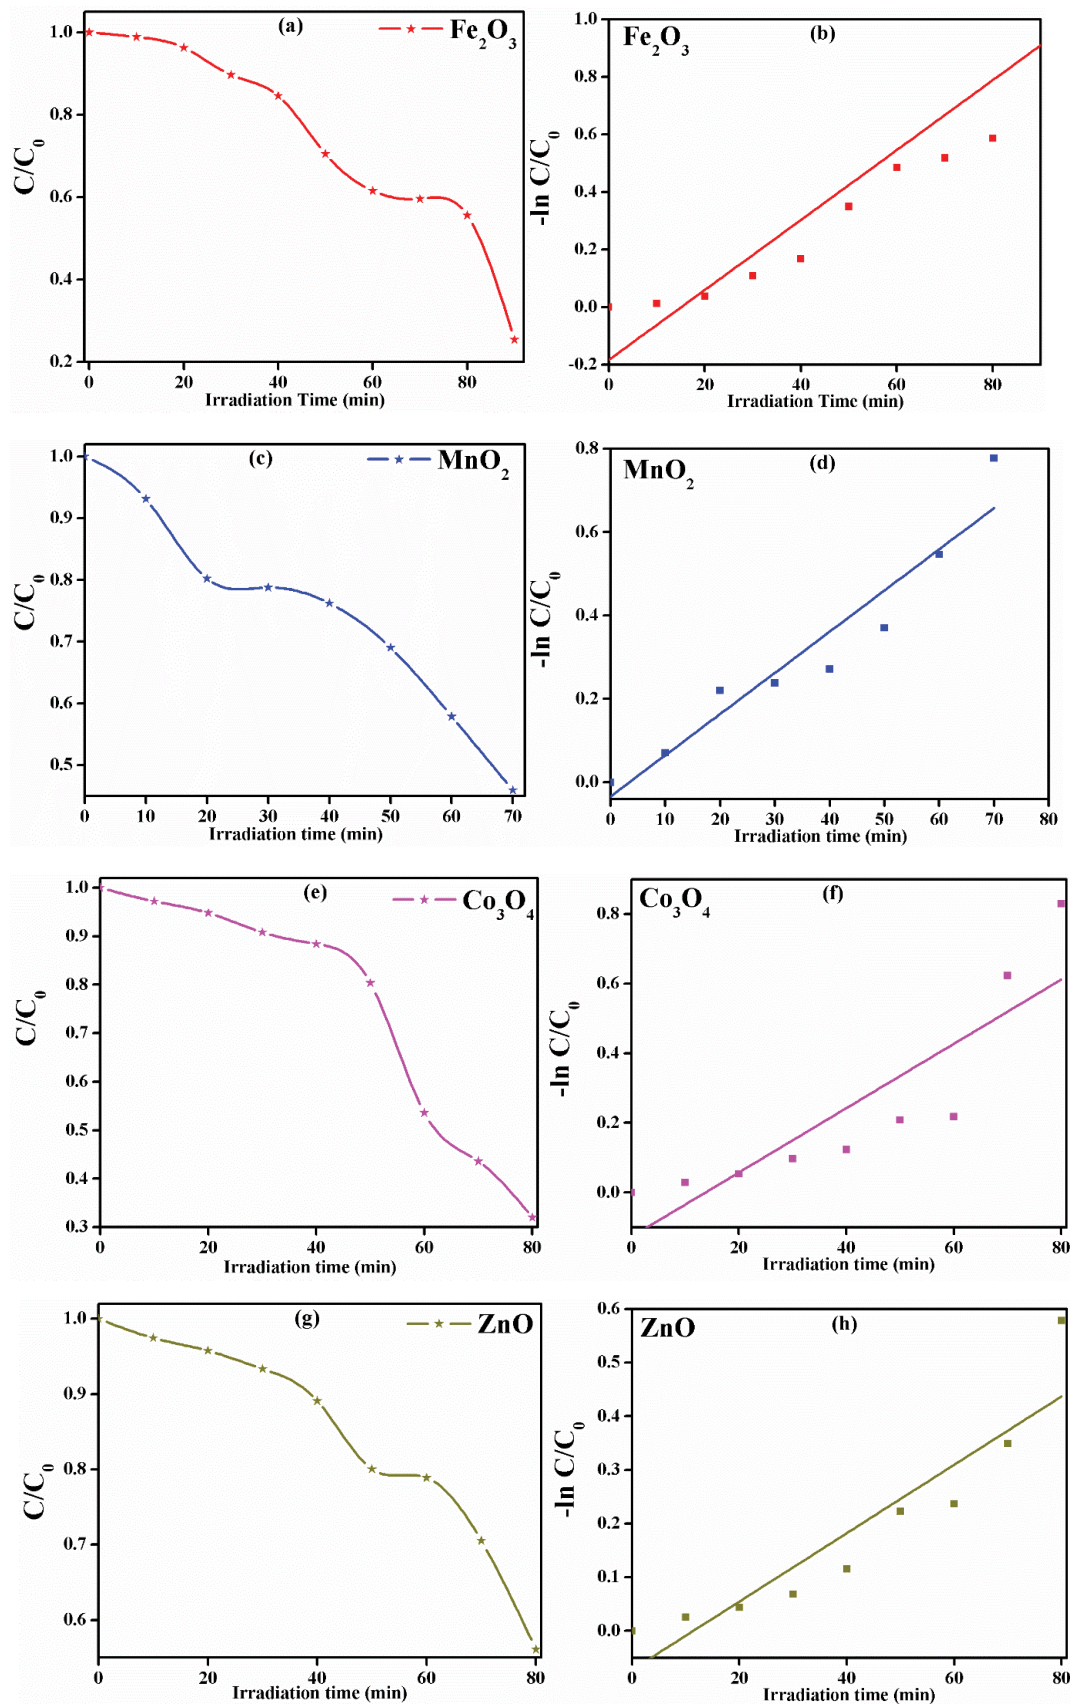 (a)
Fe2O3
1.0
0.8
0.6
0.4
0.2
C/C0
0 20 40 60 80
Irradiation Time (min)
(b)
Fe2O3
1.0
0.8
0.6
0.4
0.2
0.0
-0.2
-ln C/C0
0 20 40 60 80
Irradiation Time (min)
(c)
MnO2
1.0
0.9
0.8
0.7
0.6
0.5
C/C0
0 10 20 30 40 50 60 70
Irradiation time (min)
(d)
MnO2
0.8
0.6
0.4
0.2
0.0
-ln C/C0
0 10 20 30 40 50 60 70 80
Irradiation time (min)
(e)
Co3O4
1.0
0.9
0.8
0.7
0.6
0.5
0.4
0.3
C/C0
0 20 40 60 80
Irradiation time (min)
(f)
Co3O4
0.8
0.6
0.4
0.2
0.0
-ln C/C0
0 20 40 60 80
Irradiation time (min)
(g)
ZnO
1.0
0.9
0.8
0.7
0.6
C/C0
0 20 40 60 80
Irradiation time (min)
(h)
ZnO
0.6
0.5
0.4
0.3
0.2
0.1
0.0
-ln C/C0
0 20 40 60 80
Irradiation time (min)